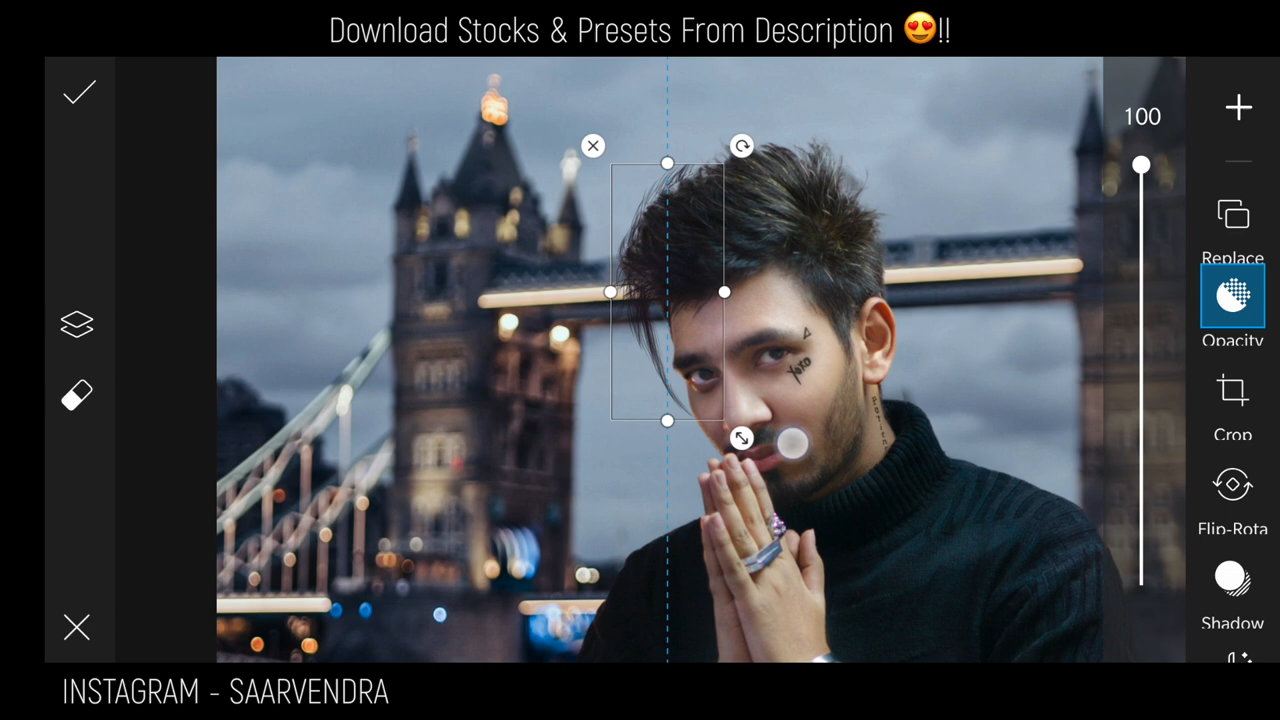 Download Stocks & Presets From Description 😍!!
100
Replace
Opacity
Crop
Flip-Rota
Shadow
INSTAGRAM - SAARVENDRA